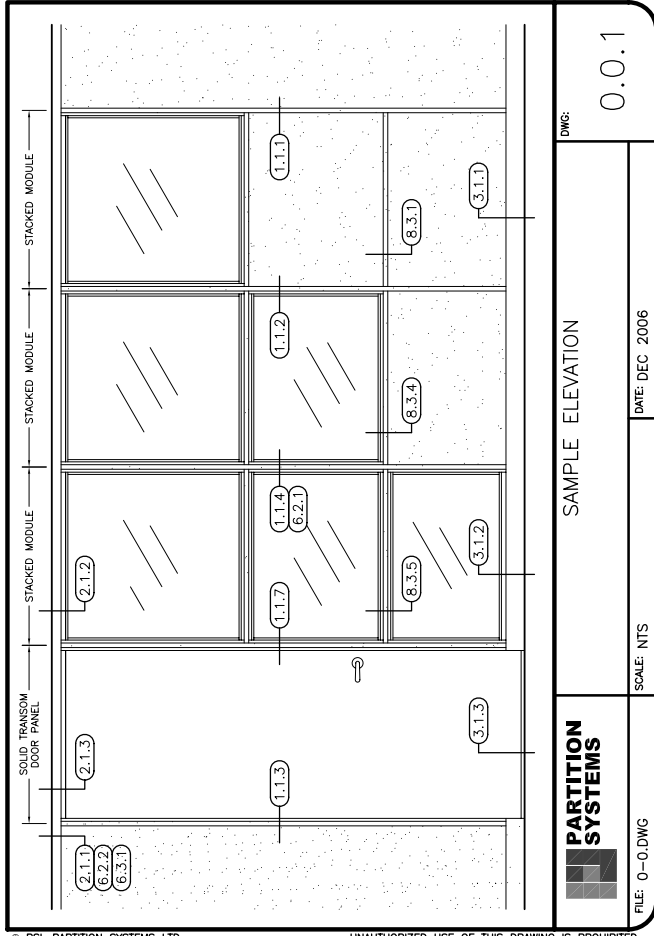 SOLID TRANSOM
DOOR PANEL
STACKED MODULE
STACKED MODULE
STACKED MODULE
2.1.1
6.2.2
6.3.1
2.1.3
2.1.2
1.1.3
1.1.7
1.1.4
6.2.1
1.1.2
1.1.1
8.3.5
8.3.4
8.3.1
3.1.3
3.1.2
3.1.1
PARTITION
SYSTEMS
SAMPLE ELEVATION
DWG:
0.0.1
FILE: 0-0.DWG
SCALE: NTS
DATE: DEC 2006
© PARTITION SYSTEMS LTD
UNAUTHORIZED USE OF THIS DRAWING IS PROHIBITED